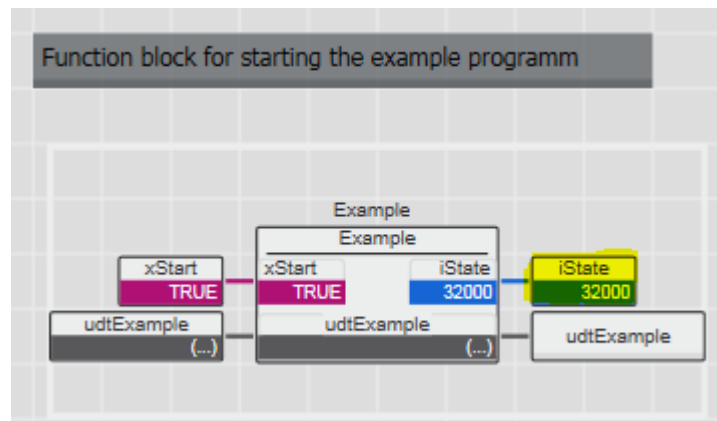 Function block for starting the example programm
Example
Example
xStart xStart iState iState
TRUE TRUE 32000 32000
udtExample udtExample udtExample
(...) (...)